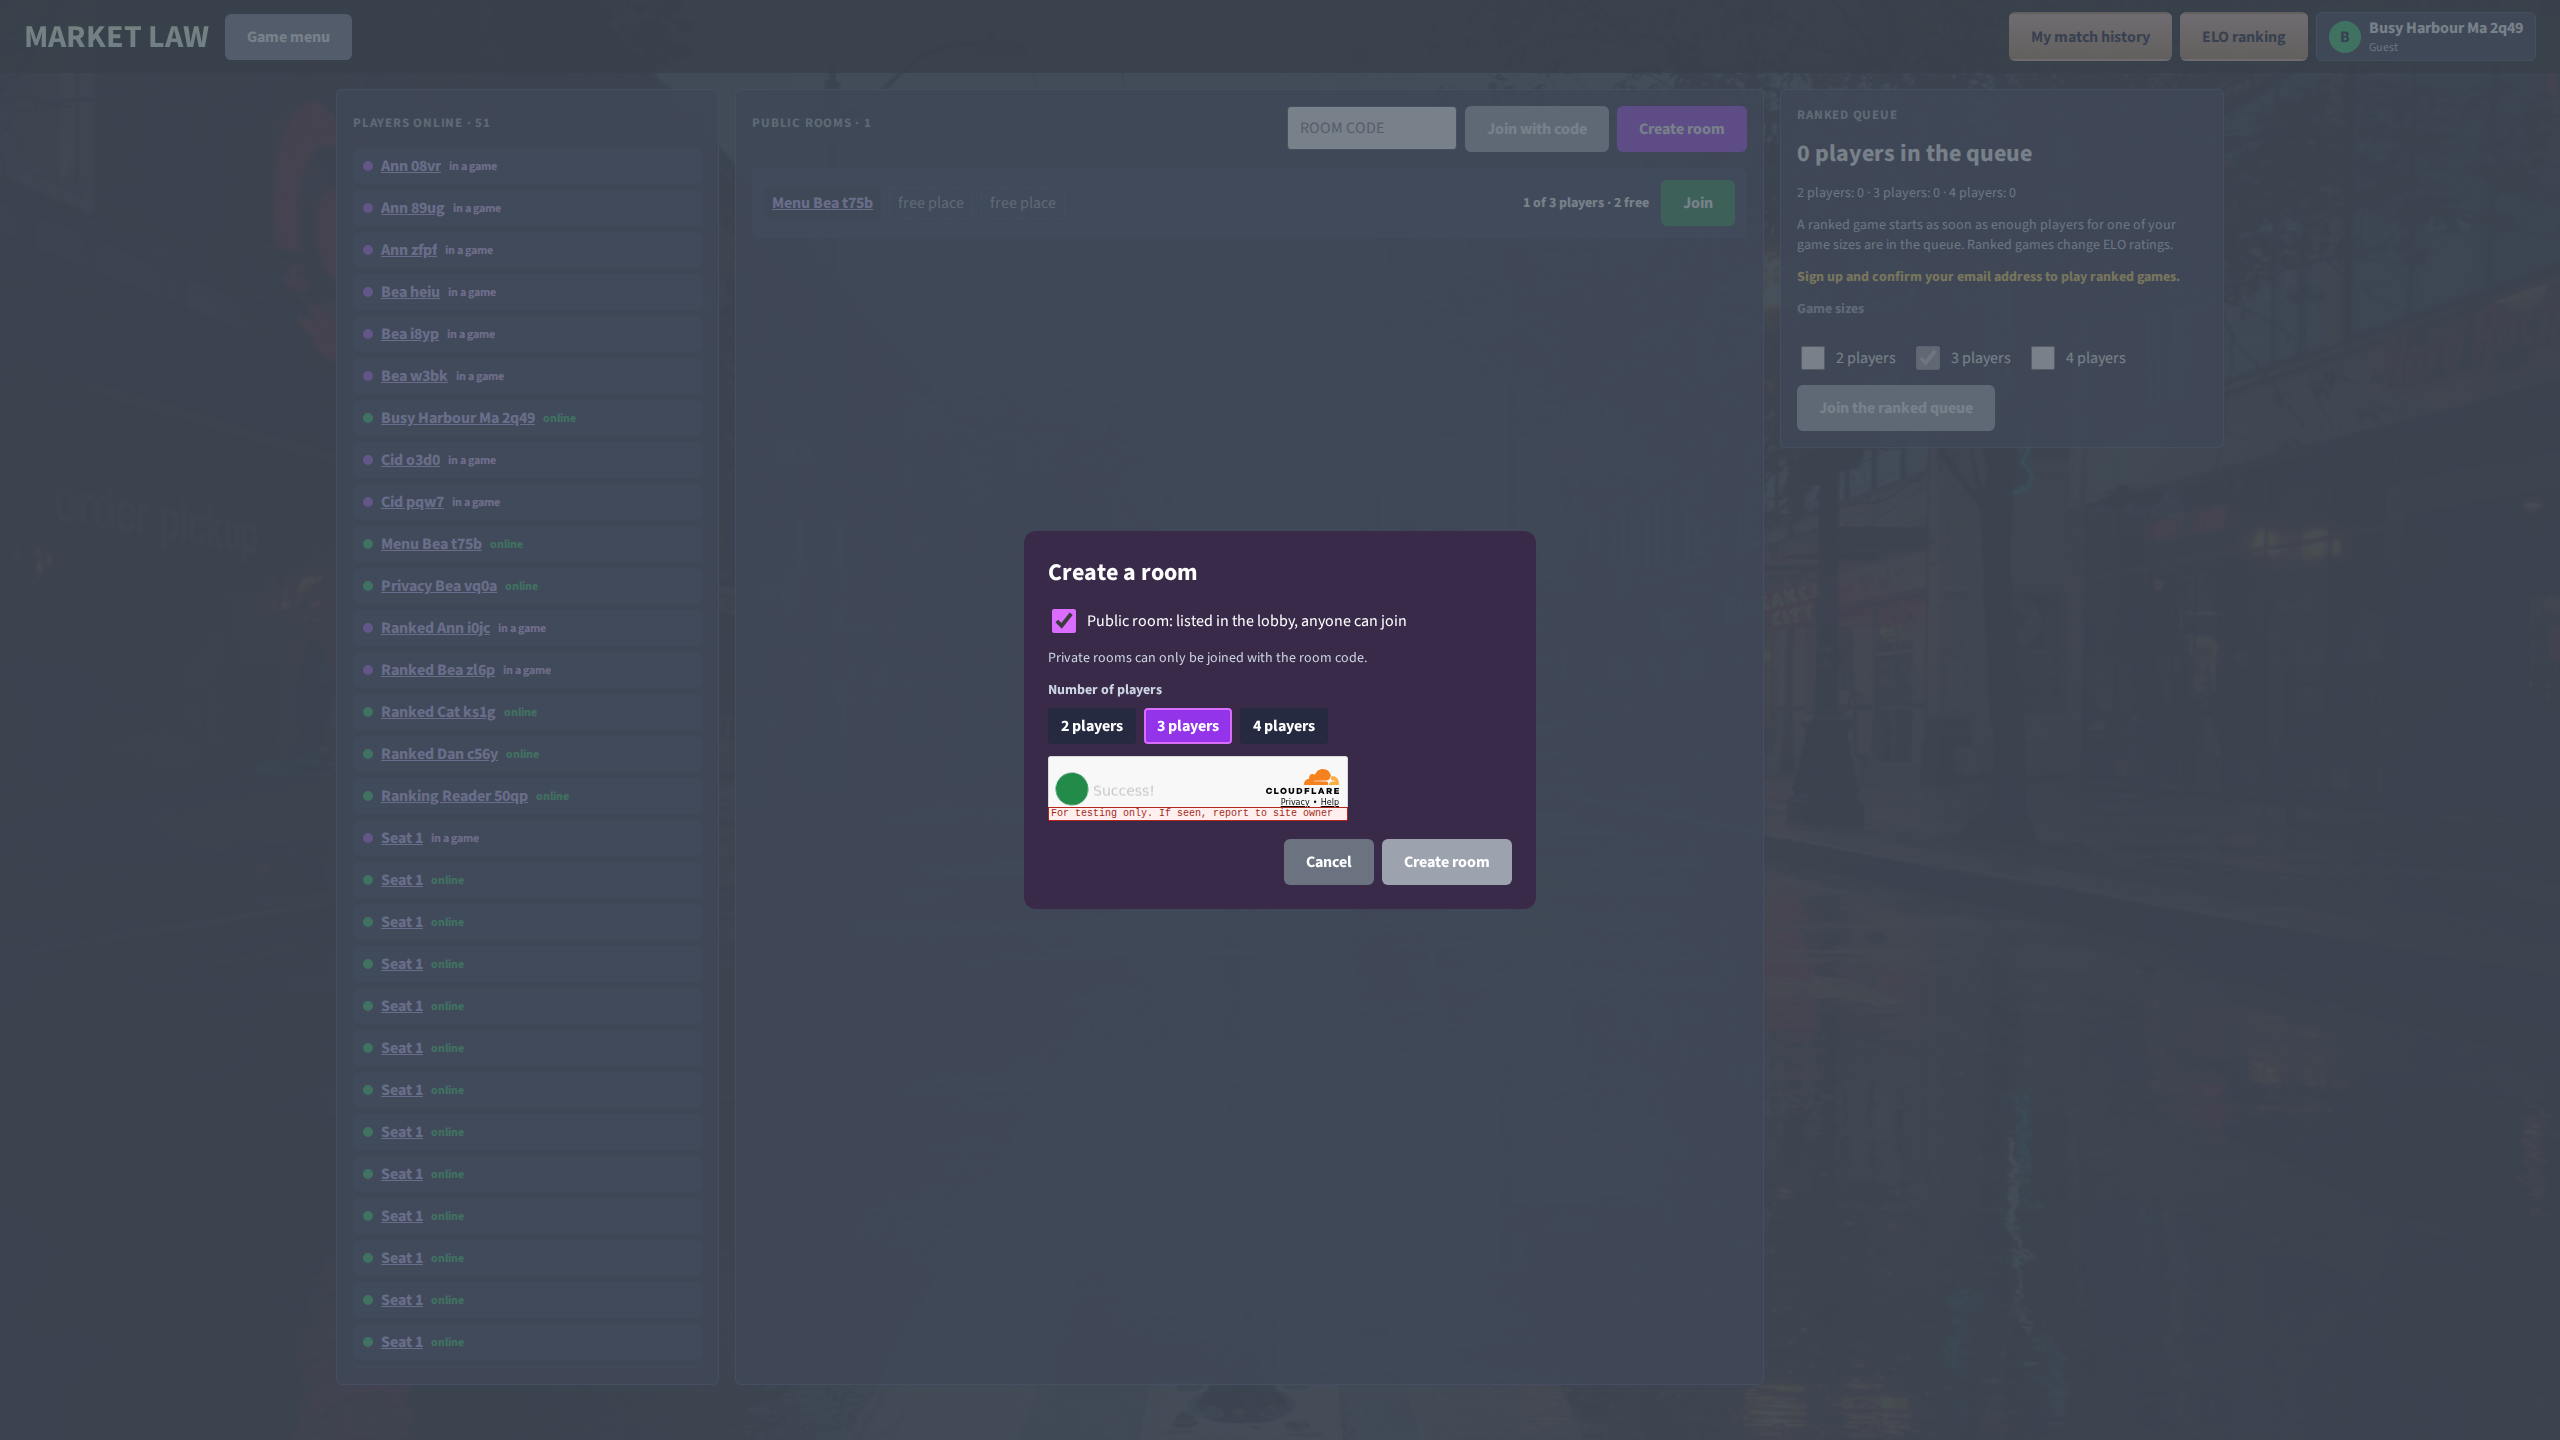 MARKET LAW
Game menu
My match history
ELO ranking
B
Busy Harbour Ma 2q49
Guest
PLAYERS ONLINE · 51
Ann 08vr in a game
Ann 89ug in a game
Ann zfpf in a game
Bea heiu in a game
Bea i8yp in a game
Bea w3bk in a game
Busy Harbour Ma 2q49 online
Cid o3d0 in a game
Cid pqw7 in a game
Menu Bea t75b online
Privacy Bea vq0a online
Ranked Ann i0jc in a game
Ranked Bea zl6p in a game
Ranked Cat ks1g online
Ranked Dan c56y online
Ranking Reader 50qp online
Seat 1 in a game
Seat 1 online
Seat 1 online
Seat 1 online
Seat 1 online
Seat 1 online
Seat 1 online
Seat 1 online
Seat 1 online
Seat 1 online
Seat 1 online
Seat 1 online
Seat 1 online
PUBLIC ROOMS · 1
ROOM CODE
Join with code
Create room
Menu Bea t75b free place free place
1 of 3 players · 2 free
Join
RANKED QUEUE
0 players in the queue
2 players: 0 · 3 players: 0 · 4 players: 0
A ranked game starts as soon as enough players for one of your
game sizes are in the queue. Ranked games change ELO ratings.
Sign up and confirm your email address to play ranked games.
Game sizes
2 players 3 players 4 players
Join the ranked queue
order pickup
Create a room
Public room: listed in the lobby, anyone can join
Private rooms can only be joined with the room code.
Number of players
2 players 3 players 4 players
Success!
CLOUDFLARE
Privacy • Help
For testing only. If seen, report to site owner
Cancel
Create room